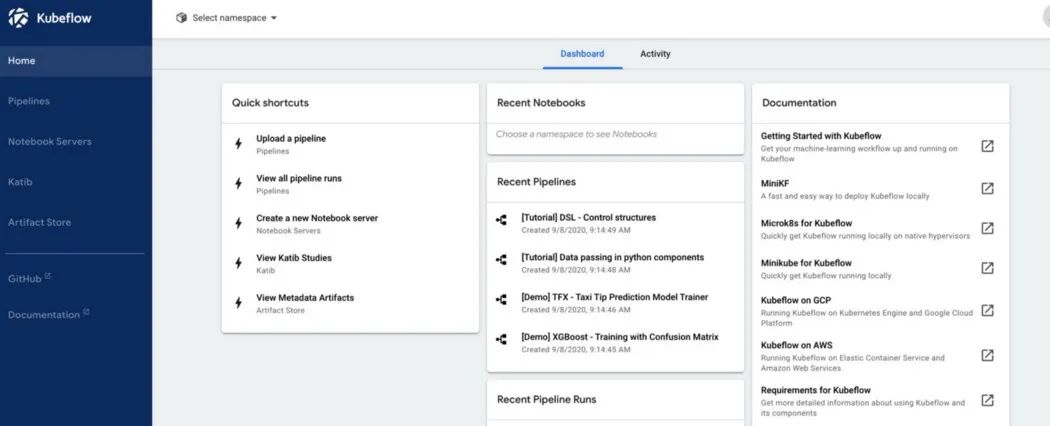 Kubeflow
Select namespace
Home
Pipelines
Notebook Servers
Katib
Artifact Store
GitHub
Documentation
Dashboard
Activity
Quick shortcuts
Upload a pipeline
Pipelines
View all pipeline runs
Pipelines
Create a new Notebook server
Notebook Servers
View Katib Studies
Katib
View Metadata Artifacts
Artifact Store
Recent Notebooks
Choose a namespace to see Notebooks
Recent Pipelines
[Tutorial] DSL - Control structures
Created 9/8/2020, 9:14:49 AM
[Tutorial] Data passing in python components
Created 9/8/2020, 9:14:48 AM
[Demo] TFX - Taxi Tip Prediction Model Trainer
Created 9/8/2020, 9:14:46 AM
[Demo] XGBoost - Training with Confusion Matrix
Created 9/8/2020, 9:14:45 AM
Recent Pipeline Runs
Documentation
Getting Started with Kubeflow
Get your machine-learning workflow up and running on
Kubeflow
MiniKF
A fast and easy way to deploy Kubeflow locally
Microk8s for Kubeflow
Quickly get Kubeflow running locally on native hypervisors
Minikube for Kubeflow
Quickly get Kubeflow running locally
Kubeflow on GCP
Running Kubeflow on Kubernetes Engine and Google Cloud
Platform
Kubeflow on AWS
Running Kubeflow on Elastic Container Service and
Amazon Web Services
Requirements for Kubeflow
Get more detailed information about using Kubeflow and
its components